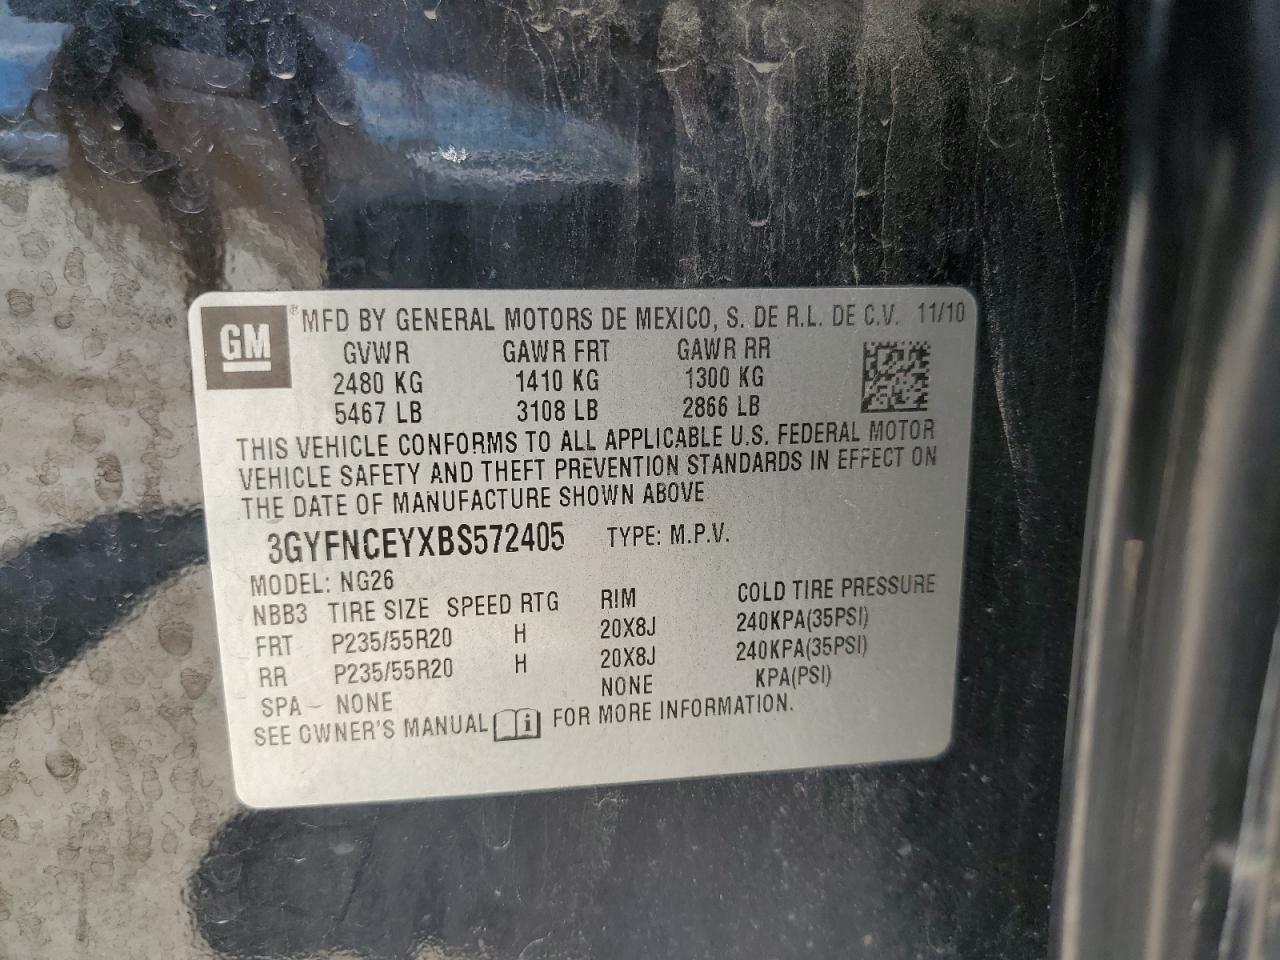 GM ® MFD BY GENERAL MOTORS DE MEXICO, S. DE R.L. DE C.V. 11/10
GVWR GAWR FRT GAWR RR
2480 KG 1410 KG 1300 KG
5467 LB 3108 LB 2866 LB
THIS VEHICLE CONFORMS TO ALL APPLICABLE U.S. FEDERAL MOTOR
VEHICLE SAFETY AND THEFT PREVENTION STANDARDS IN EFFECT ON
THE DATE OF MANUFACTURE SHOWN ABOVE
3GYFNCEYXBS572405 TYPE: M.P.V.
MODEL: NG26
NBB3 TIRE SIZE SPEED RTG RIM COLD TIRE PRESSURE
FRT P235/55R20 H 20X8J 240KPA(35PSI)
RR P235/55R20 H 20X8J 240KPA(35PSI)
SPA NONE NONE KPA(PSI)
SEE OWNER'S MANUAL i FOR MORE INFORMATION.